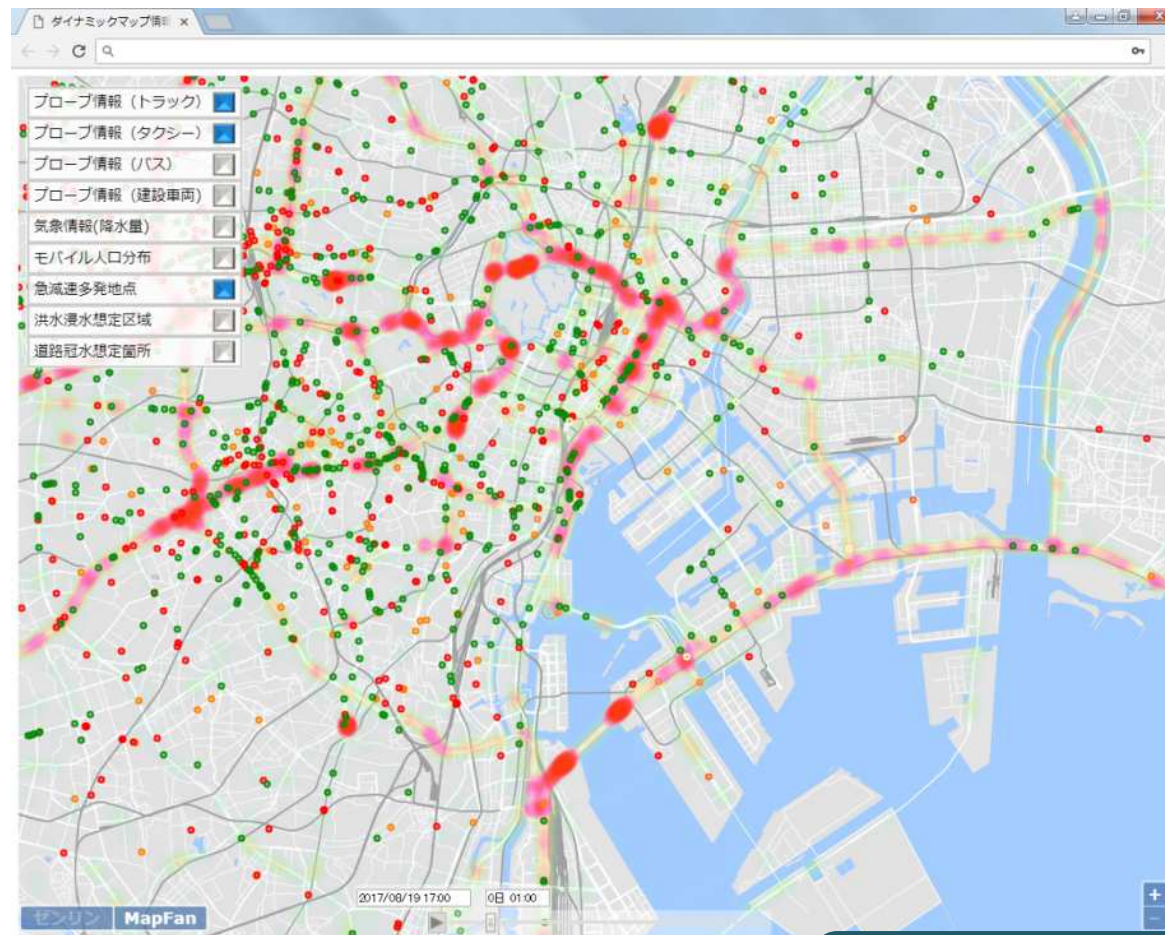 ダイナミックマップ情報
プローブ情報（トラック）
プローブ情報（タクシー）
プローブ情報（バス）
プローブ情報（建設車両）
気象情報(降水量)
モバイル人口分布
急減速多発地点
洪水浸水想定区域
道路冠水想定箇所
2017/08/19 17:00
0日 01:00
ゼンリン
MapFan